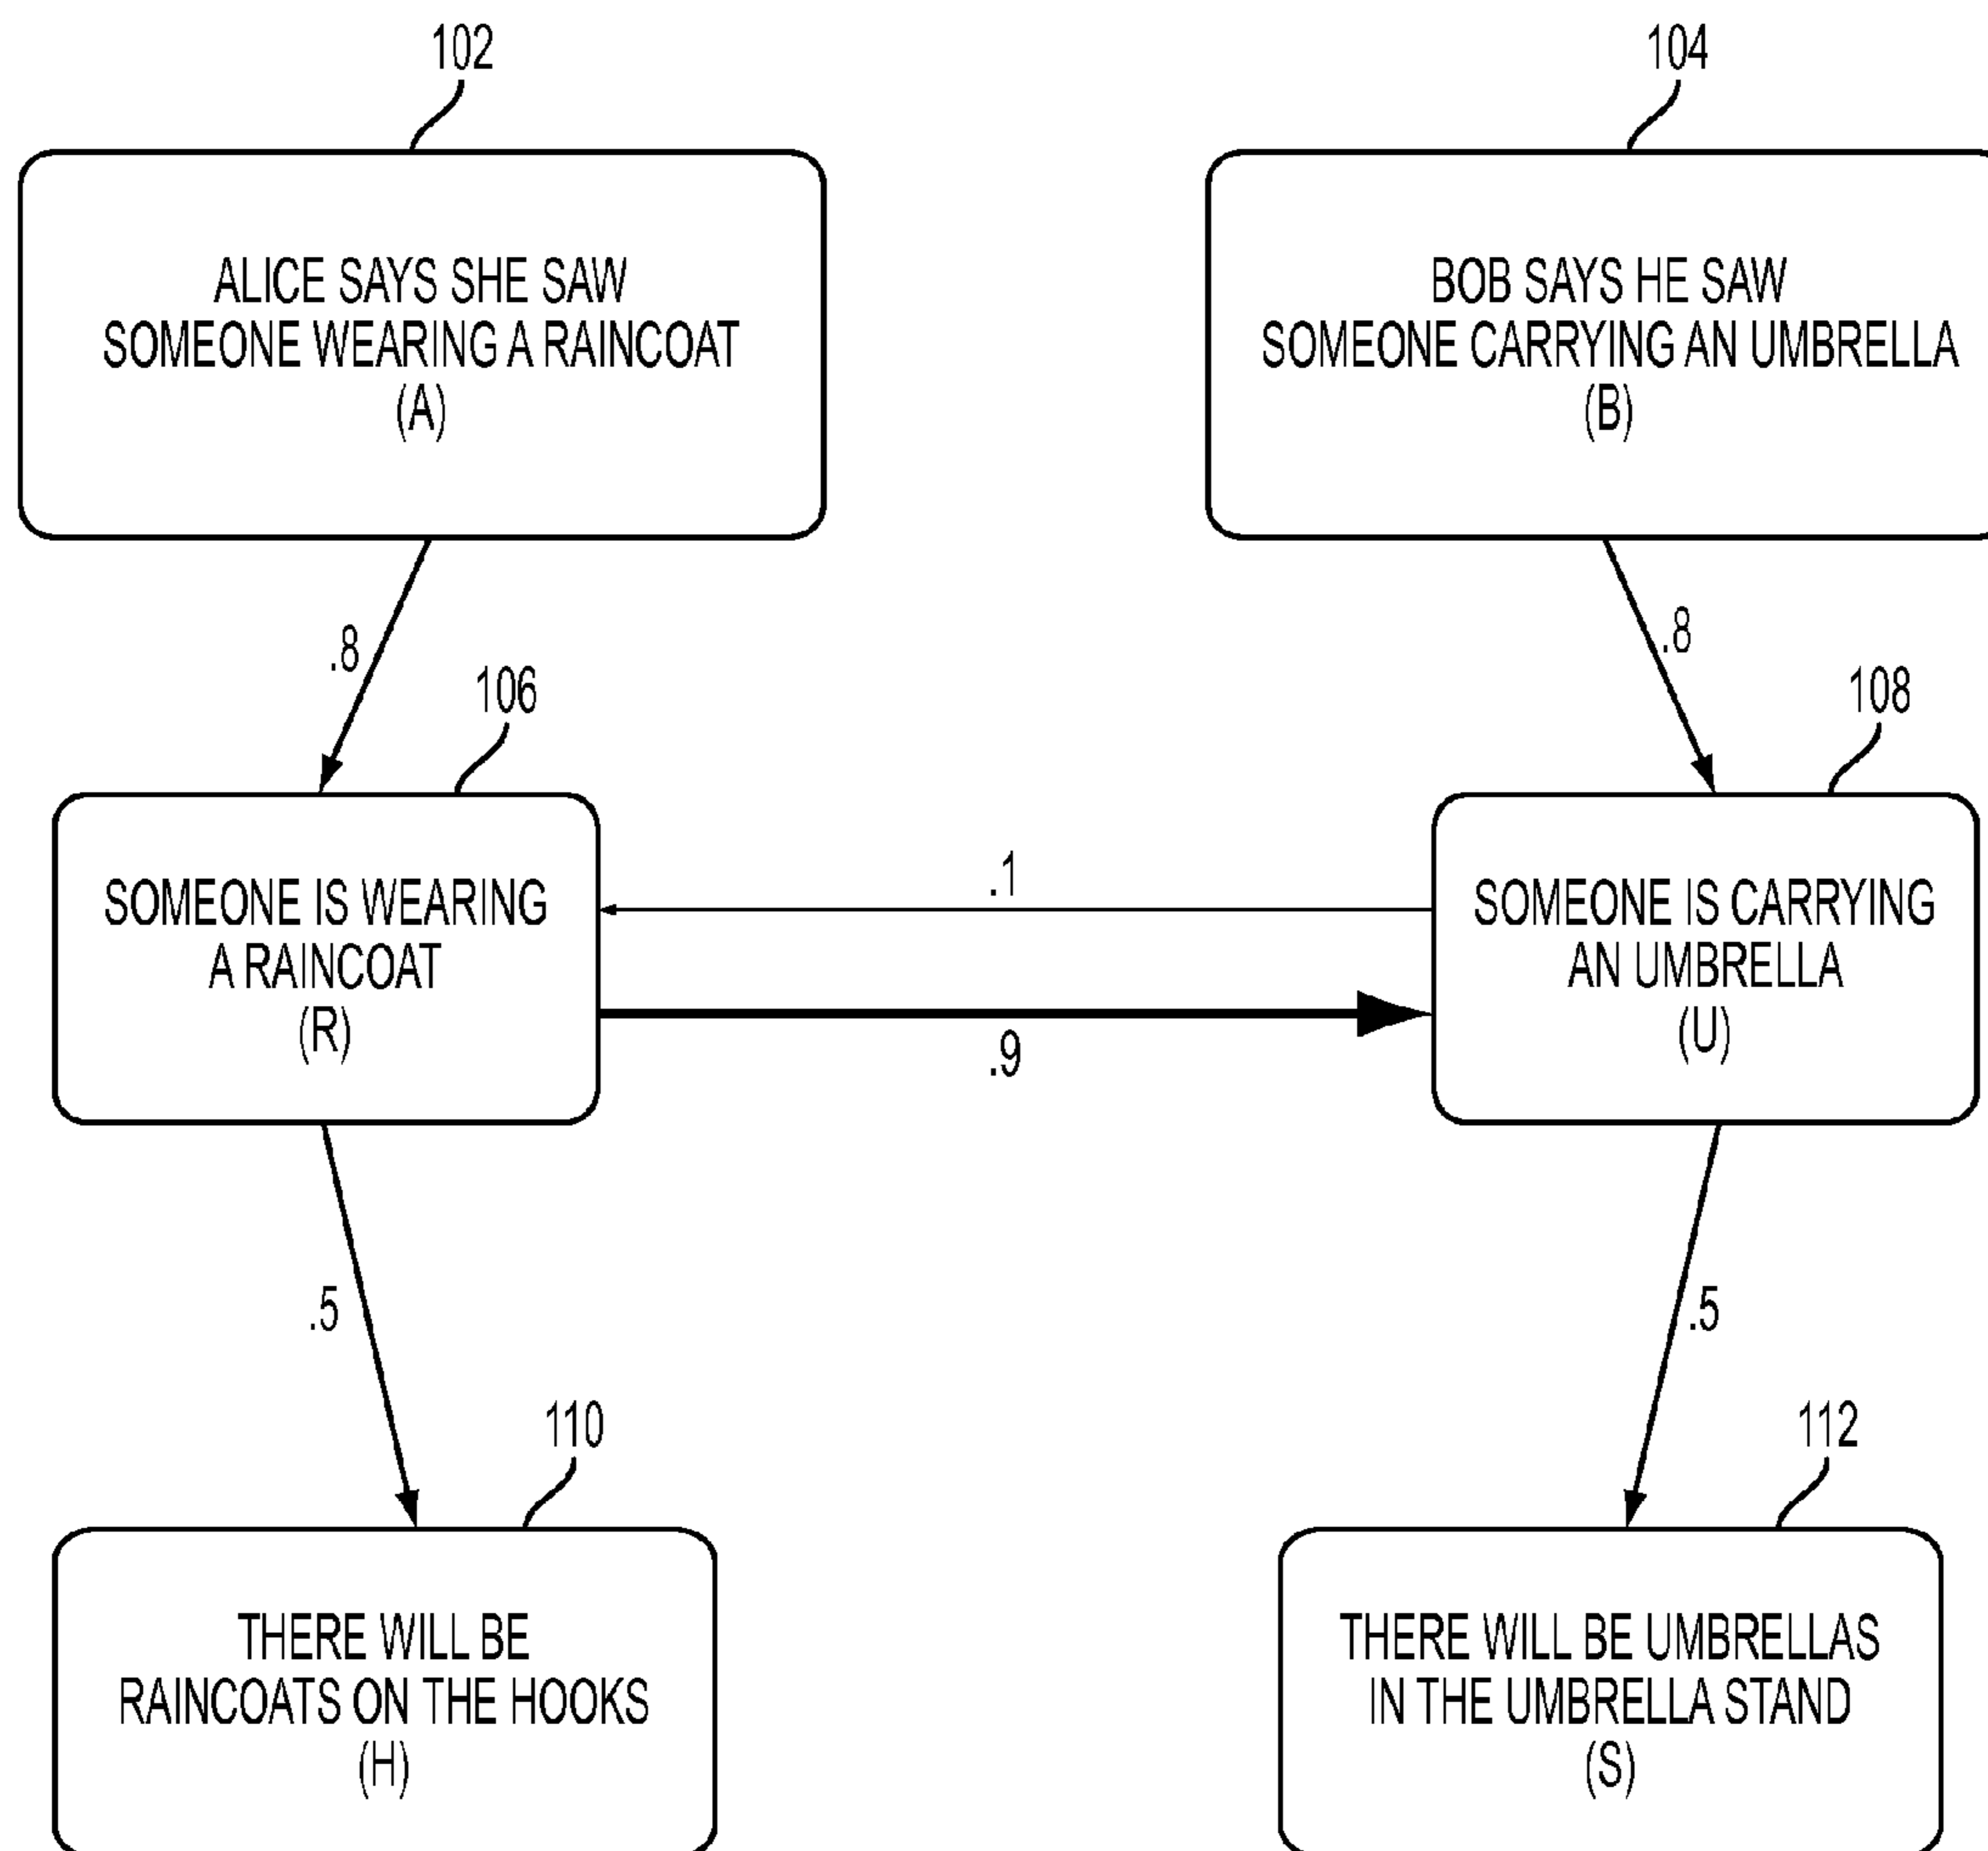 102
104
ALICE SAYS SHE SAW
SOMEONE WEARING A RAINCOAT
(A)
BOB SAYS HE SAW
SOMEONE CARRYING AN UMBRELLA
(B)
.8
.8
106
108
SOMEONE IS WEARING
A RAINCOAT
(R)
.1
.9
SOMEONE IS CARRYING
AN UMBRELLA
(U)
.5
.5
110
112
THERE WILL BE
RAINCOATS ON THE HOOKS
(H)
THERE WILL BE UMBRELLAS
IN THE UMBRELLA STAND
(S)